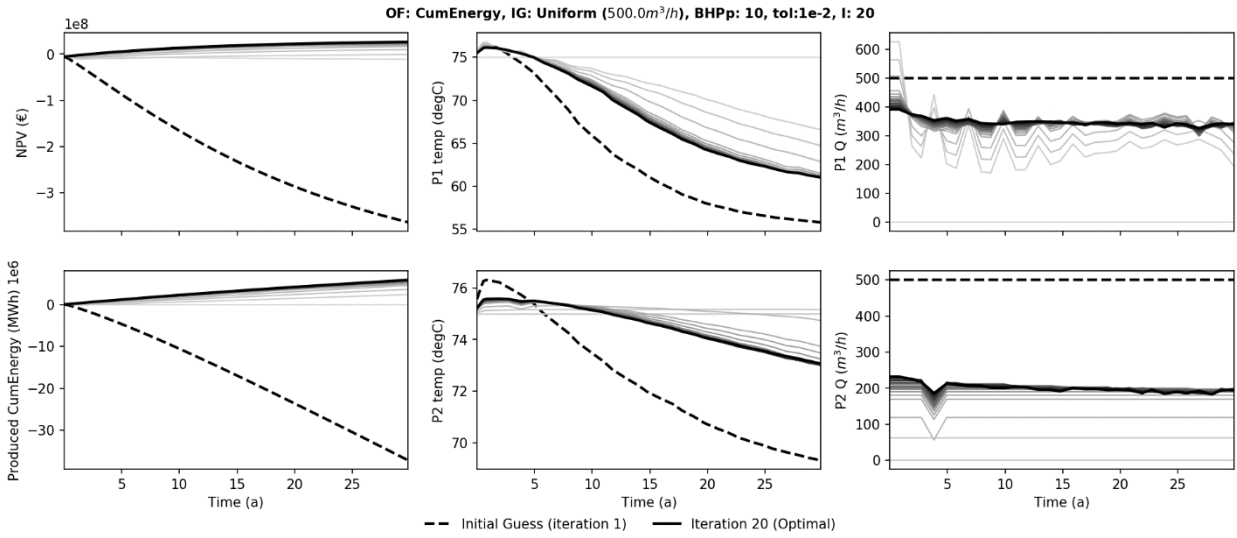 OF: CumEnergy, IG: Uniform (500.0m³/h), BHPp: 10, tol:1e-2, I: 20
1e8
0
−1
−2
−3
NPV (€)
75
70
65
60
55
P1 temp (degC)
600
500
400
300
200
100
0
P1 Q (m³/h)
0
−10
−20
−30
Produced CumEnergy (MWh) 1e6
5 10 15 20 25
Time (a)
76
74
72
70
P2 temp (degC)
5 10 15 20 25
Time (a)
500
400
300
200
100
0
P2 Q (m³/h)
5 10 15 20 25
Time (a)
Initial Guess (iteration 1) Iteration 20 (Optimal)